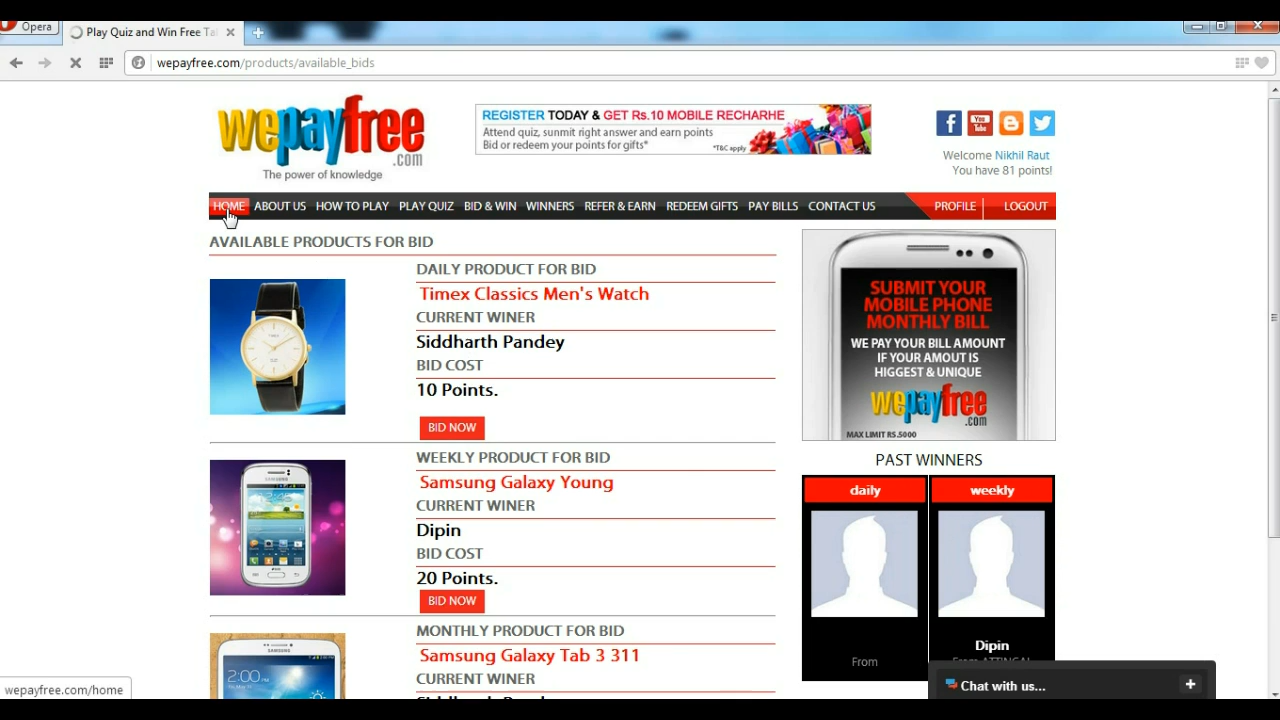 Opera
Play Quiz and Win Free Ta
wepayfree.com/products/available_bids
wepayfree
.com
The power of knowledge
REGISTER TODAY & GET Rs.10 MOBILE RECHARHE
Attend quiz, sunmit right answer and earn points
Bid or redeem your points for gifts*
*T&C apply
You Tube
Welcome Nikhil Raut
You have 81 points!
HOME ABOUT US HOW TO PLAY PLAY QUIZ BID & WIN WINNERS REFER & EARN REDEEM GIFTS PAY BILLS CONTACT US PROFILE LOGOUT
AVAILABLE PRODUCTS FOR BID
DAILY PRODUCT FOR BID
Timex Classics Men's Watch
CURRENT WINER
Siddharth Pandey
BID COST
10 Points.
BID NOW
WEEKLY PRODUCT FOR BID
Samsung Galaxy Young
CURRENT WINER
Dipin
BID COST
20 Points.
BID NOW
MONTHLY PRODUCT FOR BID
Samsung Galaxy Tab 3 311
CURRENT WINER
SAMSUNG
2:00
SUBMIT YOUR
MOBILE PHONE
MONTHLY BILL
WE PAY YOUR BILL AMOUNT
IF YOUR AMOUT IS
HIGGEST & UNIQUE
wepayfree
.com
MAX LIMIT RS.5000
PAST WINNERS
daily weekly
Dipin
From
From ATTINGAL
Chat with us...
wepayfree.com/home